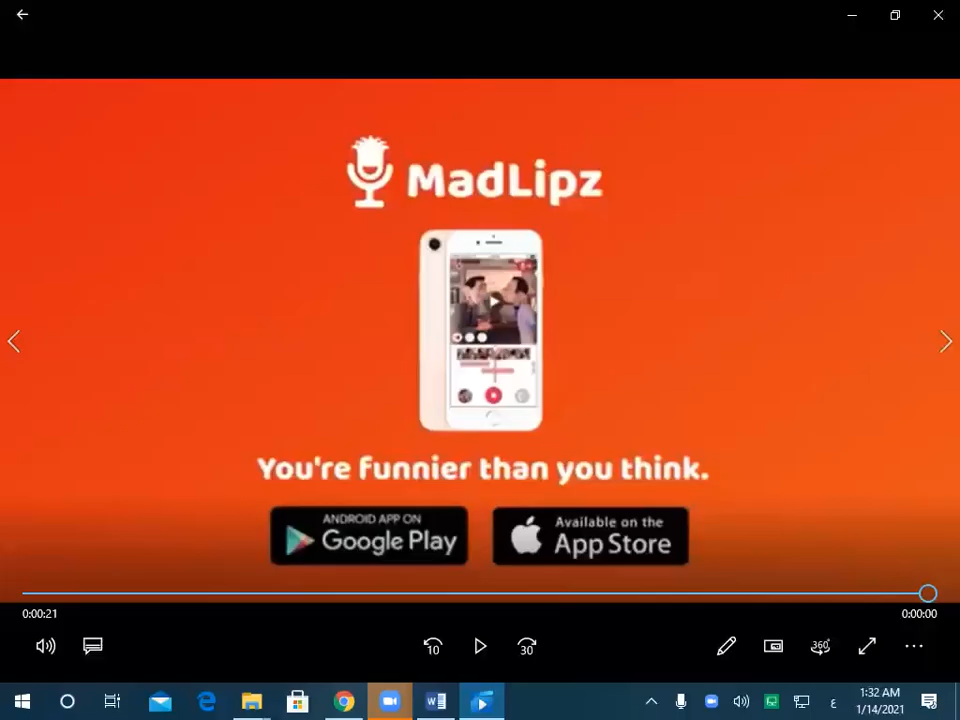 MadLipz
You're funnier than you think.
ANDROID APP ON
Google Play
Available on the
App Store
0:00:21
0:00:00
10
30
360
ع
1:32 AM
1/14/2021